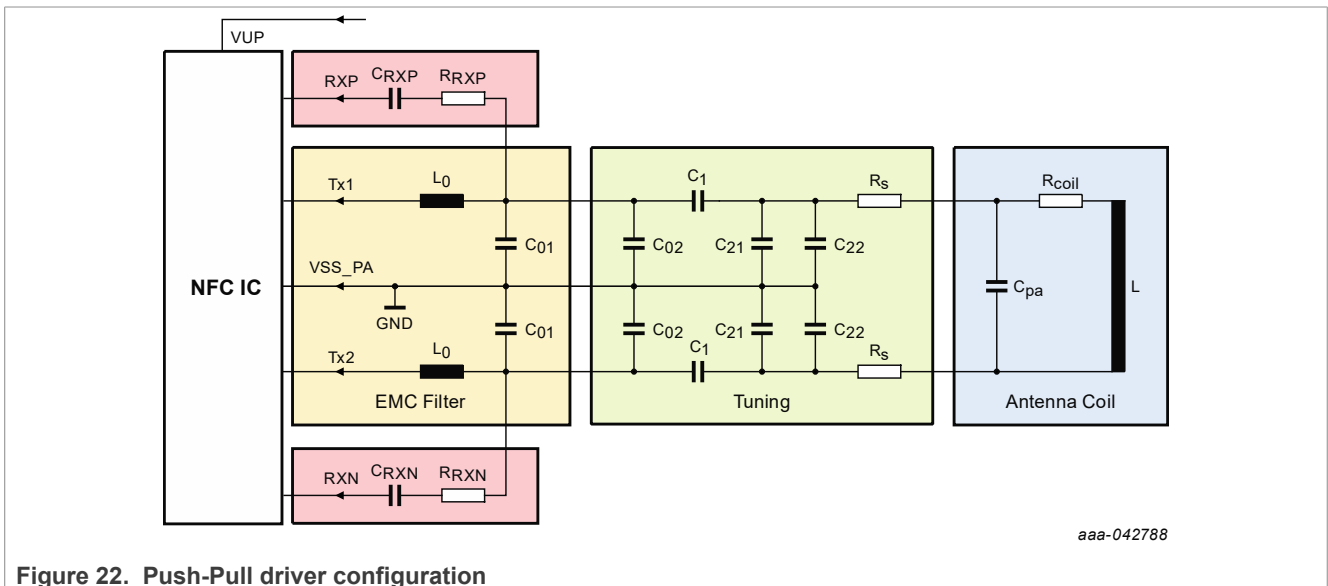 VUP
RXP CRXP RRXP
Tx1 L0 C1 Rs Rcoil
C01 C02 C21 C22
VSS_PA
NFC IC Cpa L
GND
C01 C02 C21 C22
Tx2 L0 C1 Rs
EMC Filter Tuning Antenna Coil
RXN CRXN RRXN
aaa-042788
Figure 22. Push-Pull driver configuration